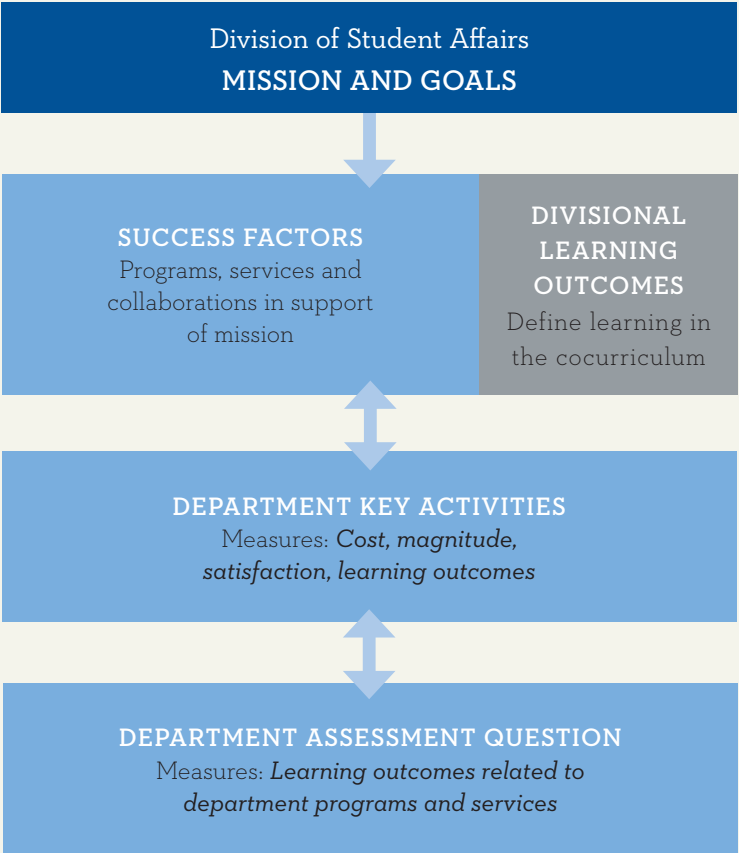 Division of Student Affairs
MISSION AND GOALS
SUCCESS FACTORS
Programs, services and
collaborations in support
of mission
DIVISIONAL
LEARNING
OUTCOMES
Define learning in
the cocurriculum
DEPARTMENT KEY ACTIVITIES
Measures: Cost, magnitude,
satisfaction, learning outcomes
DEPARTMENT ASSESSMENT QUESTION
Measures: Learning outcomes related to
department programs and services